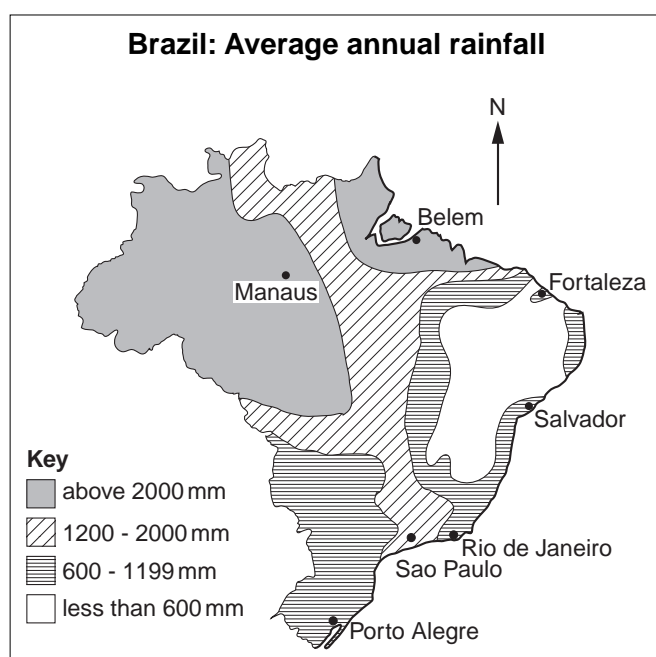 Brazil: Average annual rainfall
N
Belem
Manaus
Fortaleza
Salvador
Key
above 2000 mm
1200 - 2000 mm
600 - 1199 mm
less than 600 mm
Rio de Janeiro
Sao Paulo
Porto Alegre